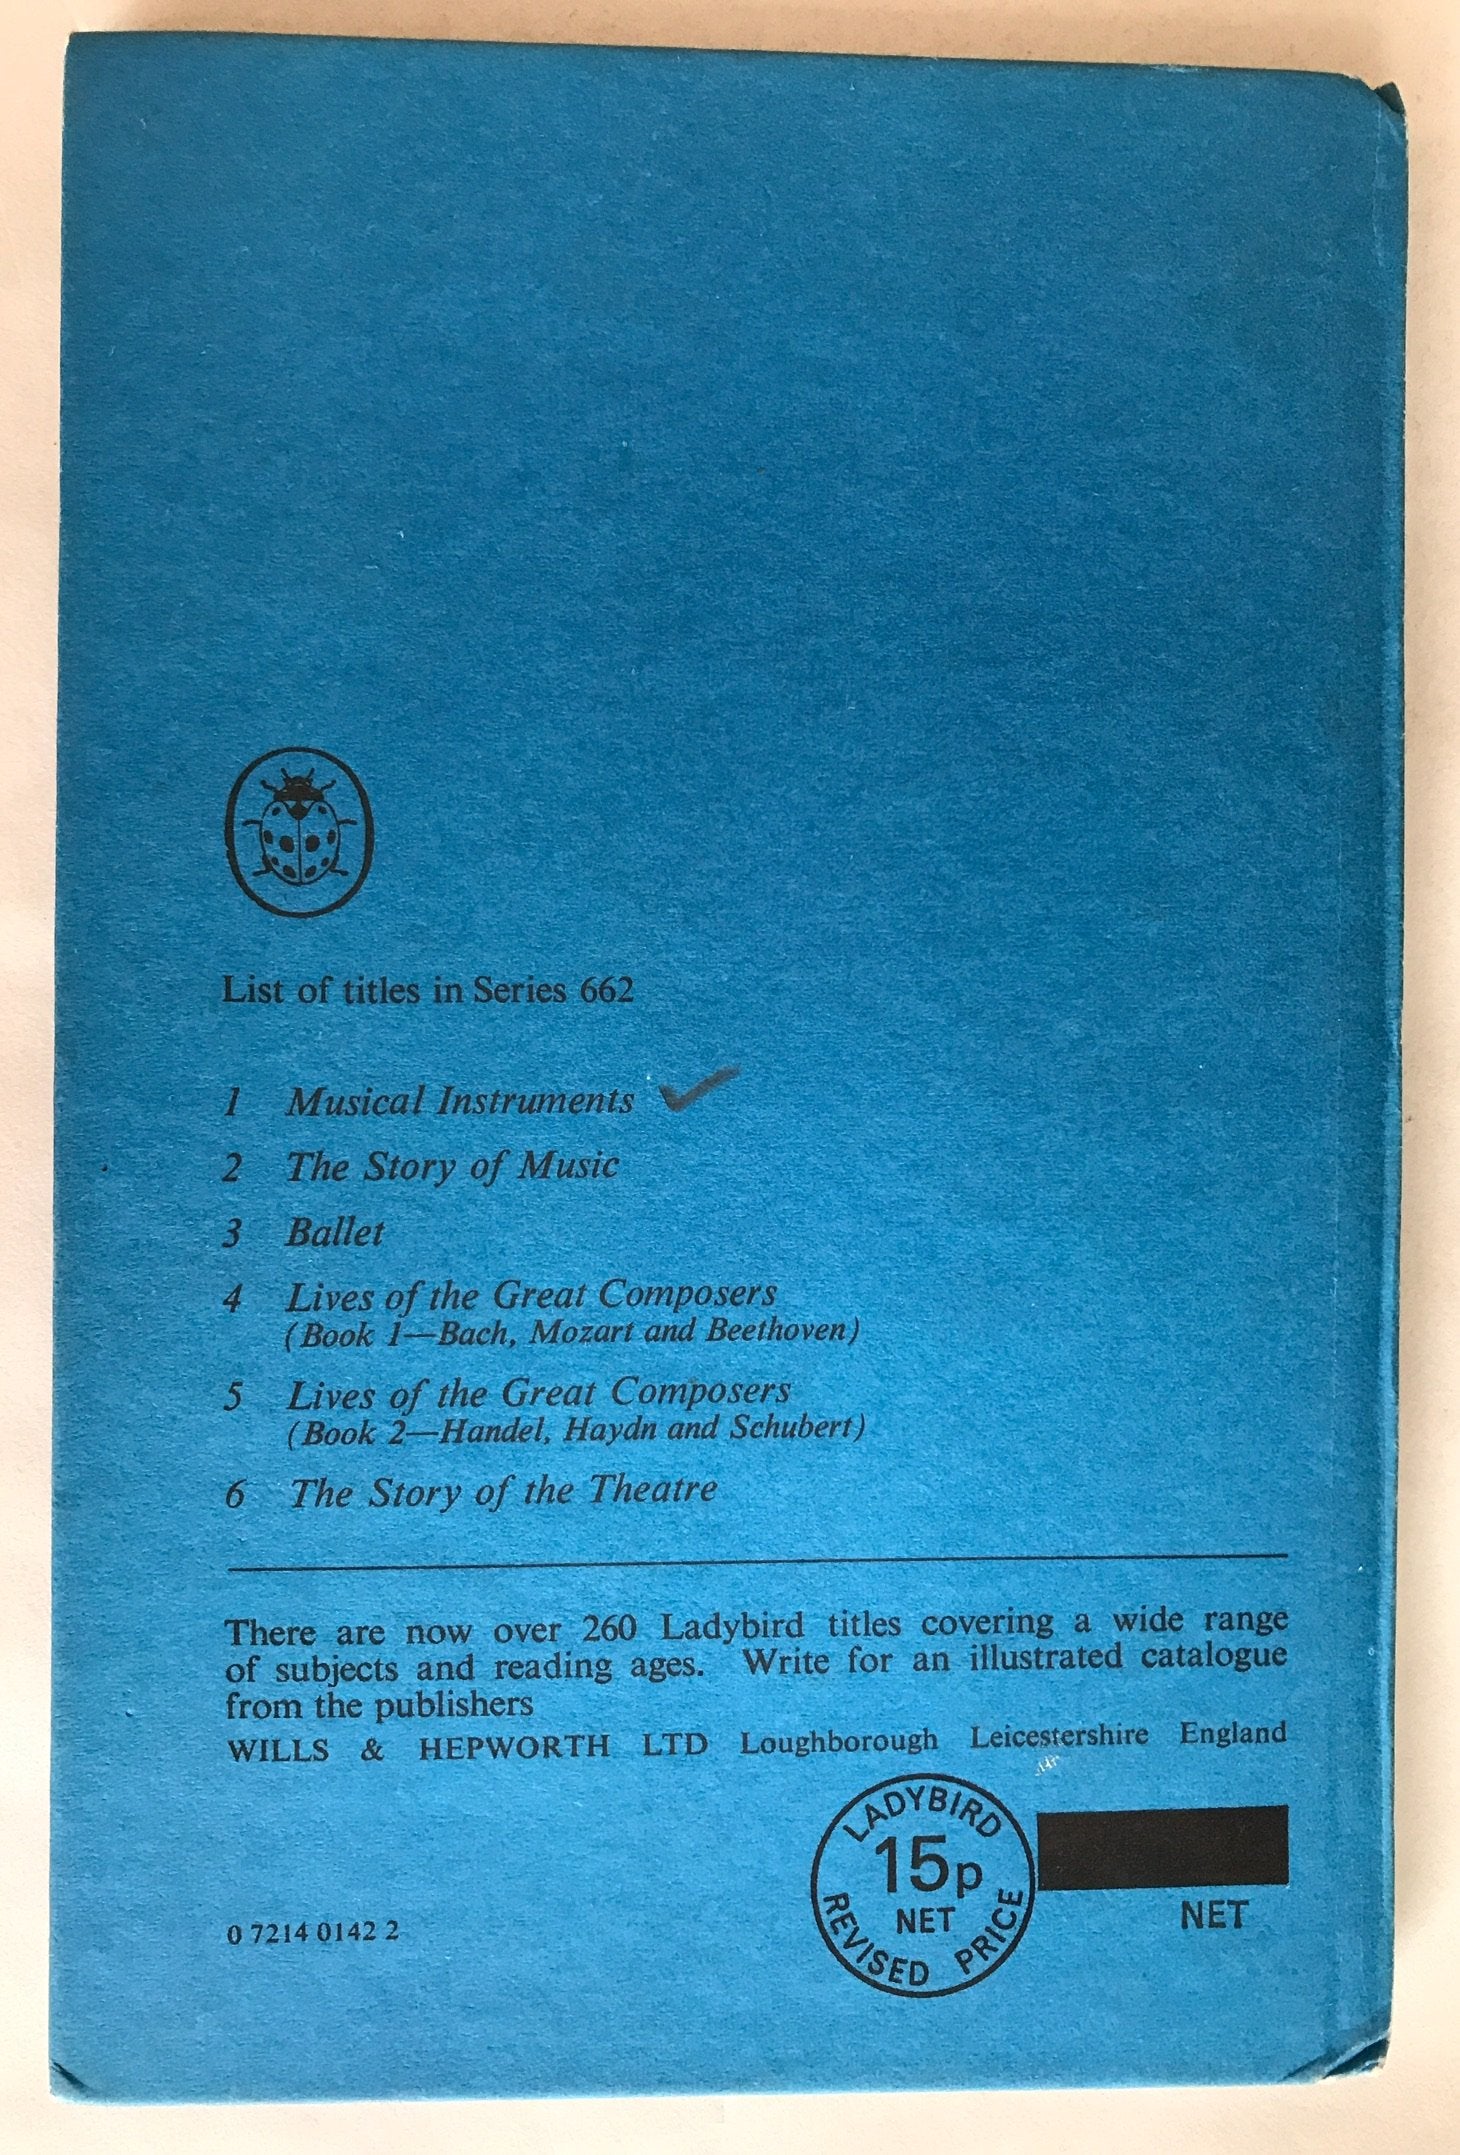 List of titles in Series 662
1 Musical Instruments
2 The Story of Music
3 Ballet
4 Lives of the Great Composers
(Book 1—Bach, Mozart and Beethoven)
5 Lives of the Great Composers
(Book 2—Handel, Haydn and Schubert)
6 The Story of the Theatre
There are now over 260 Ladybird titles covering a wide range
of subjects and reading ages. Write for an illustrated catalogue
from the publishers
WILLS & HEPWORTH LTD Loughborough Leicestershire England
LADYBIRD
15p
NET
REVISED PRICE
NET
0 7214 0142 2